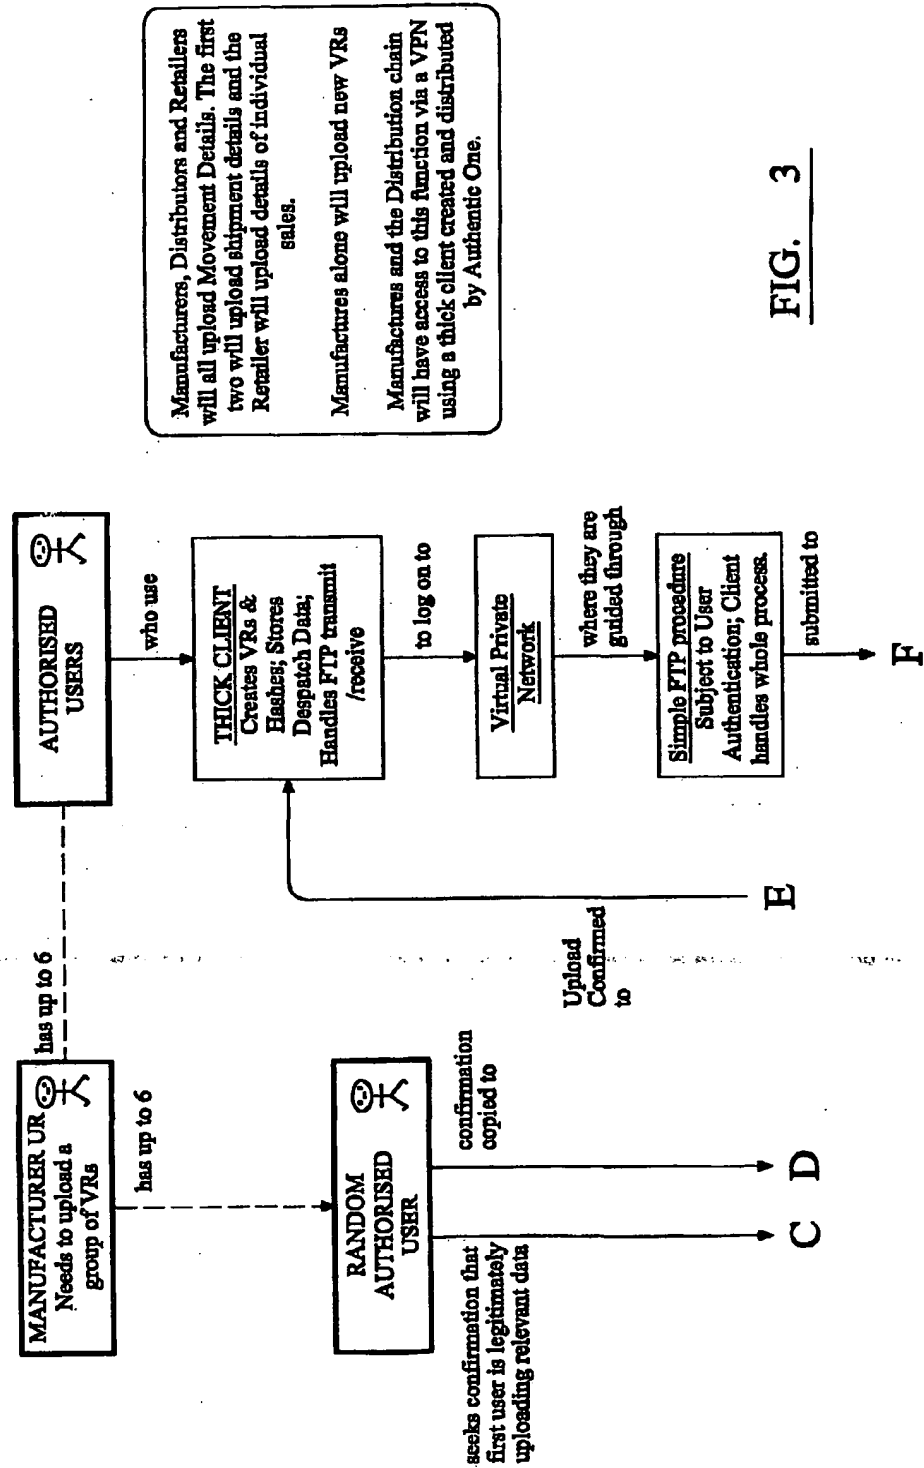 MANUFACTURER UR
Needs to upload a
group of VRs
has up to 6
AUTHORISED
USERS
has up to 6
who use
RANDOM
AUTHORISED
USER
THICK CLIENT
Creates VRs &
Hashes; Stores
Despatch Data;
Handles FTP transmit
/receive
to log on to
Virtual Private
Network
where they are
guided through
Simple FTP procedure
Subject to User
Authentication; Client
handles whole process.
submitted to
seeks confirmation that
first user is legitimately
uploading relevant data
confirmation
copied to
Upload
Confirmed
to
C
D
E
F
Manufacturers, Distributors and Retailers
will all upload Movement Details. The first
two will upload shipment details and the
Retailer will upload details of individual
sales.
Manufactures alone will upload new VRs
Manufactures and the Distribution chain
will have access to this function via a VPN
using a thick client created and distributed
by Authentic One.
FIG. 3